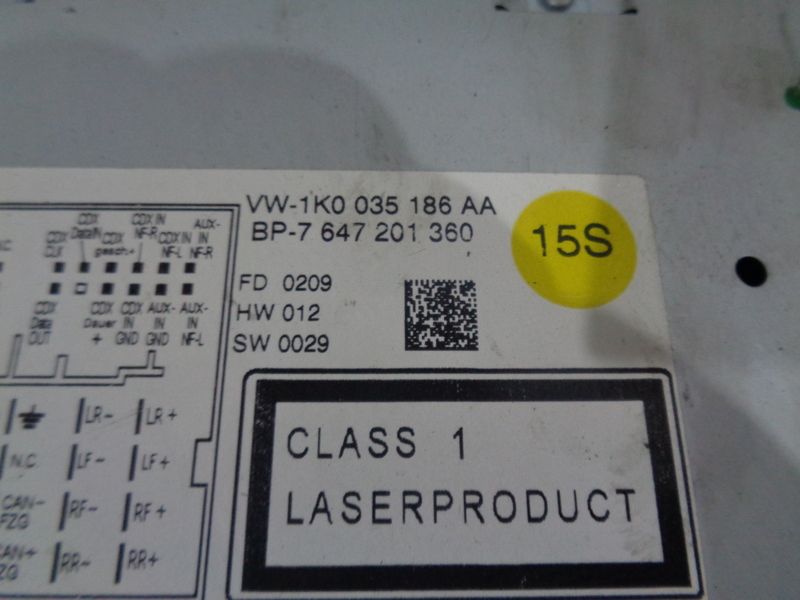 VW-1K0 035 186 AA
BP-7 647 201 360
15S
FD 0209
HW 012
SW 0029
CLASS 1
LASERPRODUCT
CDX CLK
CDX DataIN
CDX gesch.+
CDX IN NF-R
CDX IN NF-L
AUX-IN NF-R
CDX Data OUT
CDX Dauer +
CDX IN GND
AUX-IN GND
AUX-IN NF-L
LR- LR+
N.C. LF- LF+
CAN- FZG RF- RF+
CAN+ ZG RR- RR+